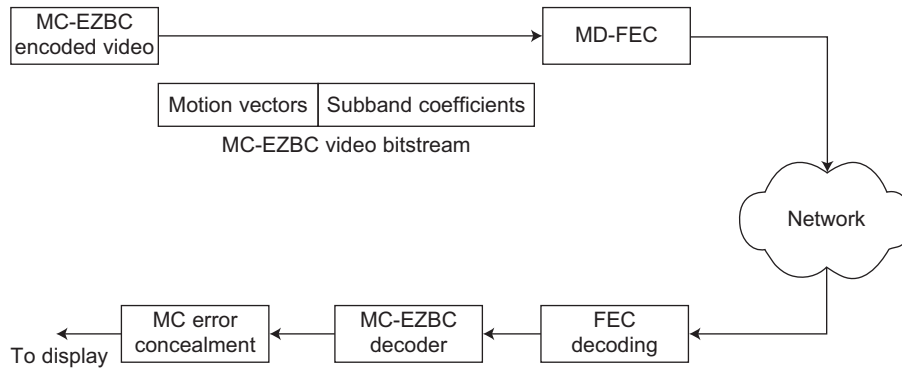 MC-EZBC
encoded video
MD-FEC
Motion vectors
Subband coefficients
MC-EZBC video bitstream
Network
To display
MC error
concealment
MC-EZBC
decoder
FEC
decoding